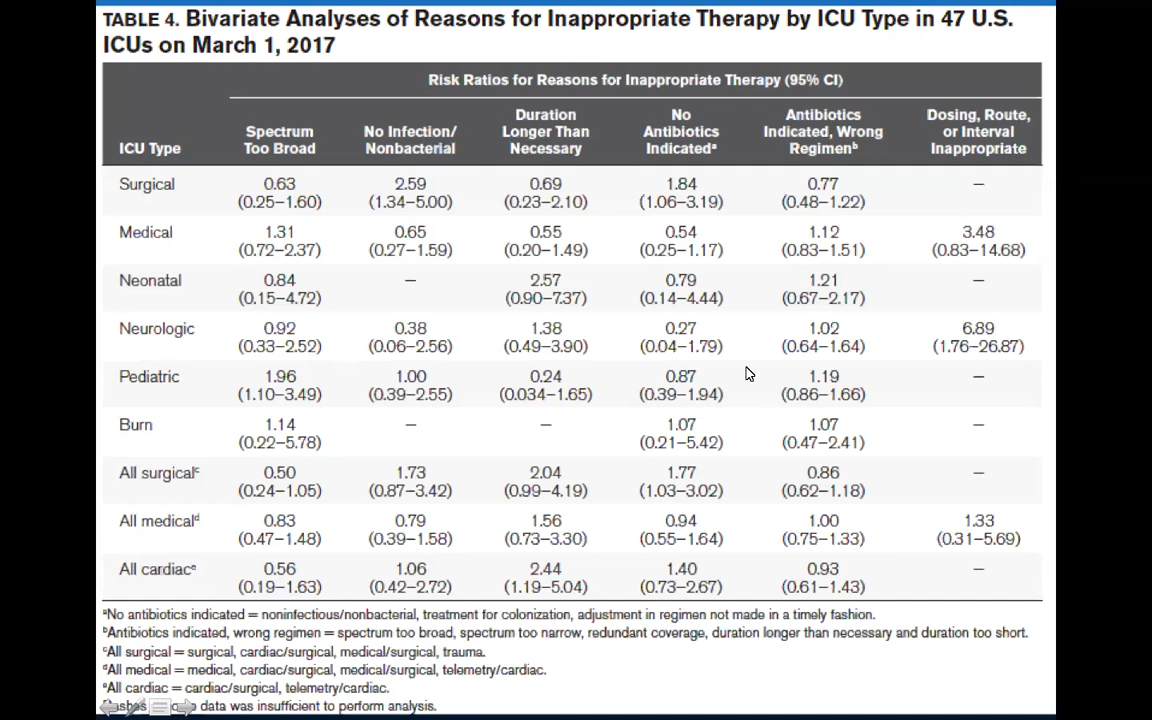 TABLE 4. Bivariate Analyses of Reasons for Inappropriate Therapy by ICU Type in 47 U.S.
ICUs on March 1, 2017
Risk Ratios for Reasons for Inappropriate Therapy (95% CI)
ICU Type
Spectrum Too Broad
No Infection/ Nonbacterial
Duration Longer Than Necessary
No Antibiotics Indicatedᵃ
Antibiotics Indicated, Wrong Regimenᵇ
Dosing, Route, or Interval Inappropriate
Surgical 0.63 2.59 0.69 1.84 0.77 —
(0.25–1.60) (1.34–5.00) (0.23–2.10) (1.06–3.19) (0.48–1.22)
Medical 1.31 0.65 0.55 0.54 1.12 3.48
(0.72–2.37) (0.27–1.59) (0.20–1.49) (0.25–1.17) (0.83–1.51) (0.83–14.68)
Neonatal 0.84 — 2.57 0.79 1.21 —
(0.15–4.72) (0.90–7.37) (0.14–4.44) (0.67–2.17)
Neurologic 0.92 0.38 1.38 0.27 1.02 6.89
(0.33–2.52) (0.06–2.56) (0.49–3.90) (0.04–1.79) (0.64–1.64) (1.76–26.87)
Pediatric 1.96 1.00 0.24 0.87 1.19 —
(1.10–3.49) (0.39–2.55) (0.034–1.65) (0.39–1.94) (0.86–1.66)
Burn 1.14 — — 1.07 1.07 —
(0.22–5.78) (0.21–5.42) (0.47–2.41)
All surgicalᶜ 0.50 1.73 2.04 1.77 0.86 —
(0.24–1.05) (0.87–3.42) (0.99–4.19) (1.03–3.02) (0.62–1.18)
All medicalᵈ 0.83 0.79 1.56 0.94 1.00 1.33
(0.47–1.48) (0.39–1.58) (0.73–3.30) (0.55–1.64) (0.75–1.33) (0.31–5.69)
All cardiacᵉ 0.56 1.06 2.44 1.40 0.93 —
(0.19–1.63) (0.42–2.72) (1.19–5.04) (0.73–2.67) (0.61–1.43)
ᵃNo antibiotics indicated = noninfectious/nonbacterial, treatment for colonization, adjustment in regimen not made in a timely fashion.
ᵇAntibiotics indicated, wrong regimen = spectrum too broad, spectrum too narrow, redundant coverage, duration longer than necessary and duration too short.
ᶜAll surgical = surgical, cardiac/surgical, medical/surgical, trauma.
ᵈAll medical = medical, cardiac/surgical, medical/surgical, telemetry/cardiac.
ᵉAll cardiac = cardiac/surgical, telemetry/cardiac.
data was insufficient to perform analysis.